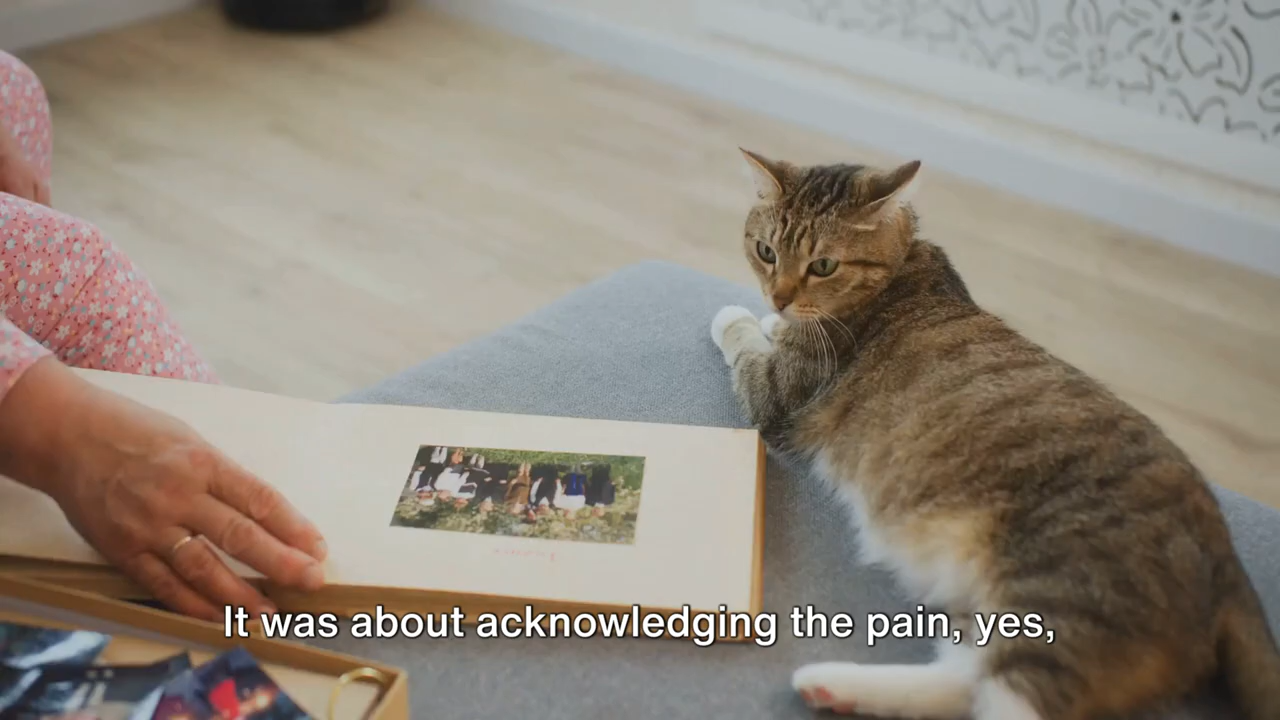 It was about acknowledging the pain, yes,